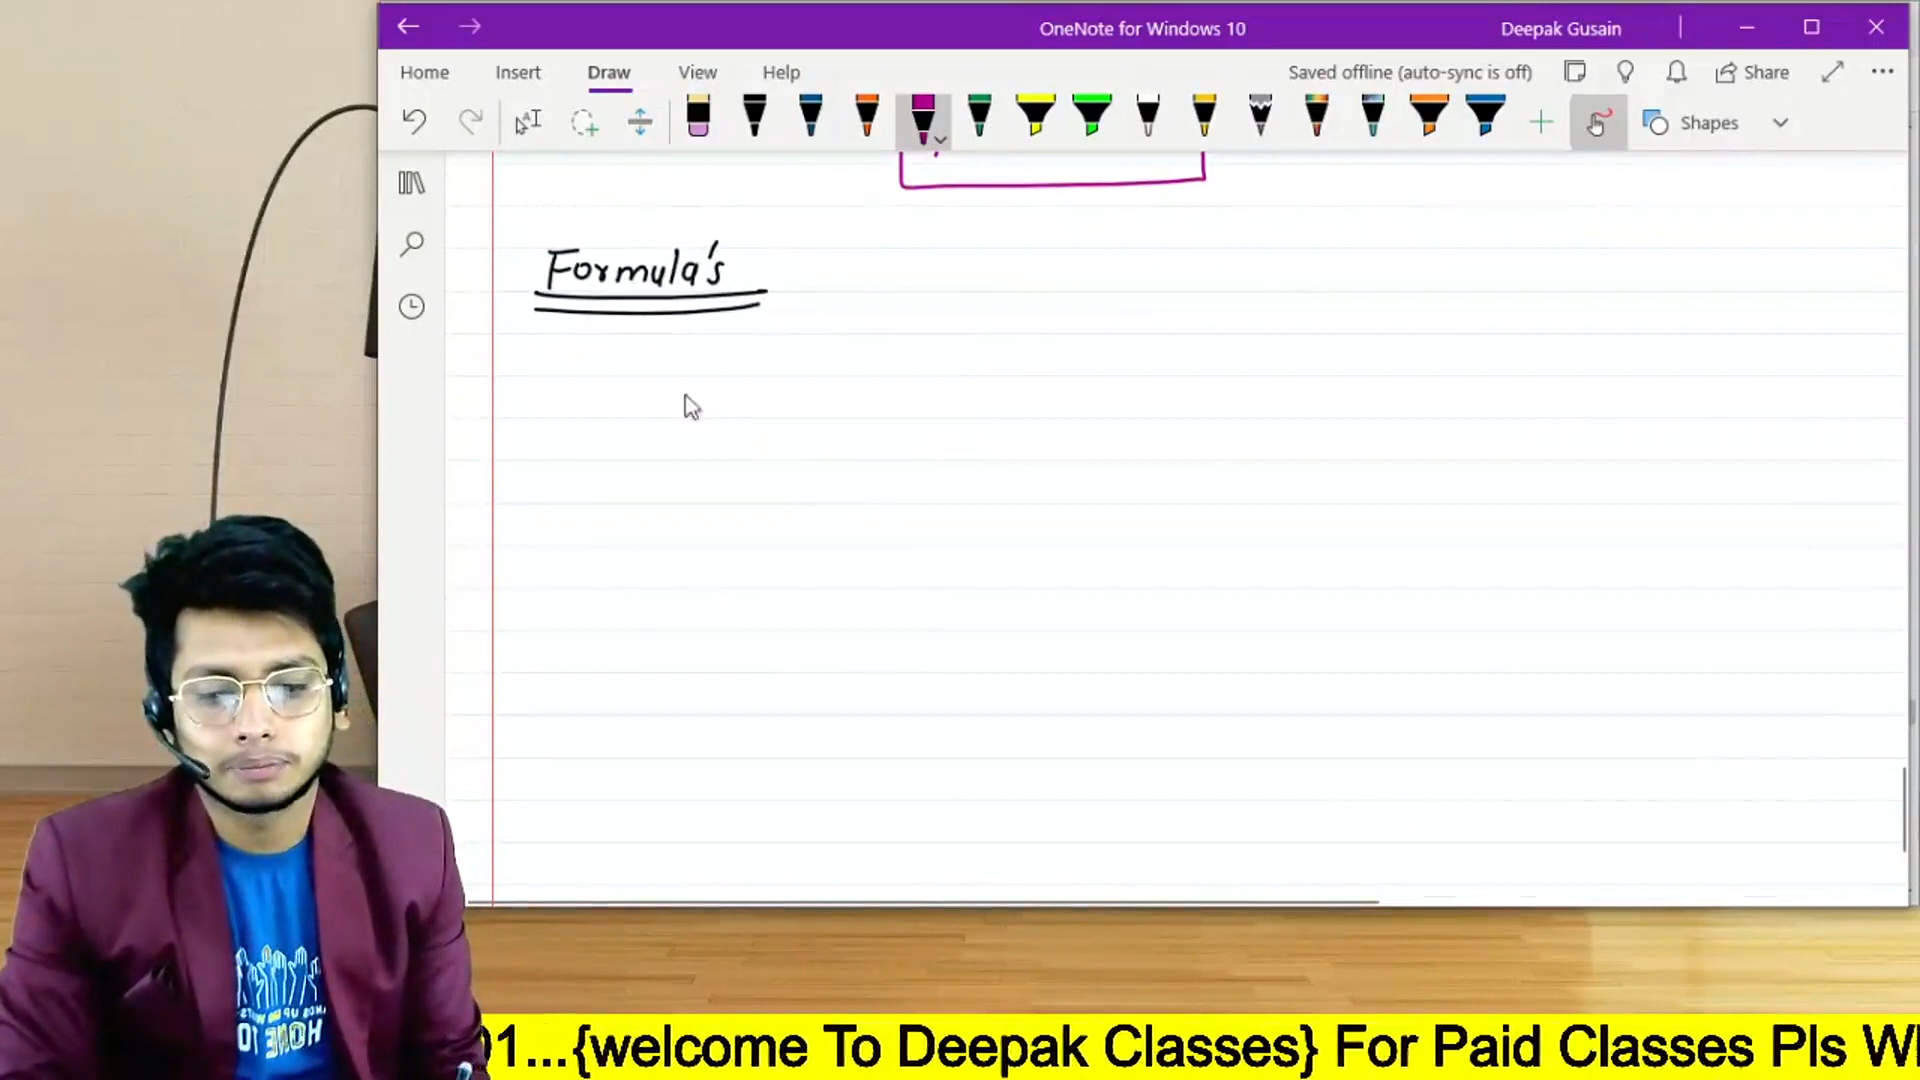 OneNote for Windows 10
Deepak Gusain
Home Insert Draw View Help
Saved offline (auto-sync is off)
Share
Shapes
Formula's
01...{welcome To Deepak Classes} For Paid Classes Pls W